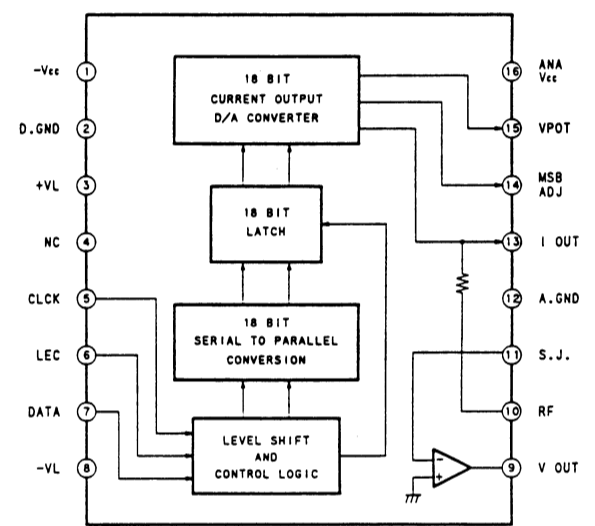 -Vcc 1
D.GND 2
+VL 3
NC 4
CLCK 5
LEC 6
DATA 7
-VL 8
18 BIT
CURRENT OUTPUT
D/A CONVERTER
18 BIT
LATCH
18 BIT
SERIAL TO PARALLEL
CONVERSION
LEVEL SHIFT
AND
CONTROL LOGIC
-
+
16 ANA
Vcc
15 VPOT
14 MSB
ADJ
13 I OUT
12 A.GND
11 S.J.
10 RF
9 V OUT